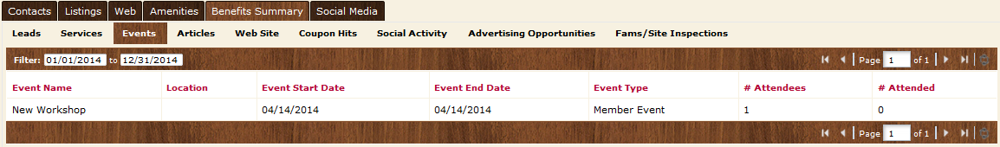 Contacts Listings Web Amenities Benefits Summary Social Media
Leads Services Events Articles Web Site Coupon Hits Social Activity Advertising Opportunities Fams/Site Inspections
Filter: 01/01/2014 to 12/31/2014 Page 1 of 1
Event Name Location Event Start Date Event End Date Event Type # Attendees # Attended
New Workshop 04/14/2014 04/14/2014 Member Event 1 0
Page 1 of 1